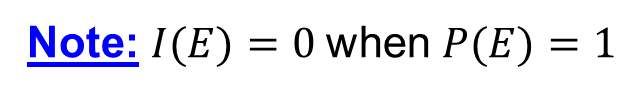 Note: I(E) = 0 when P(E) = 1